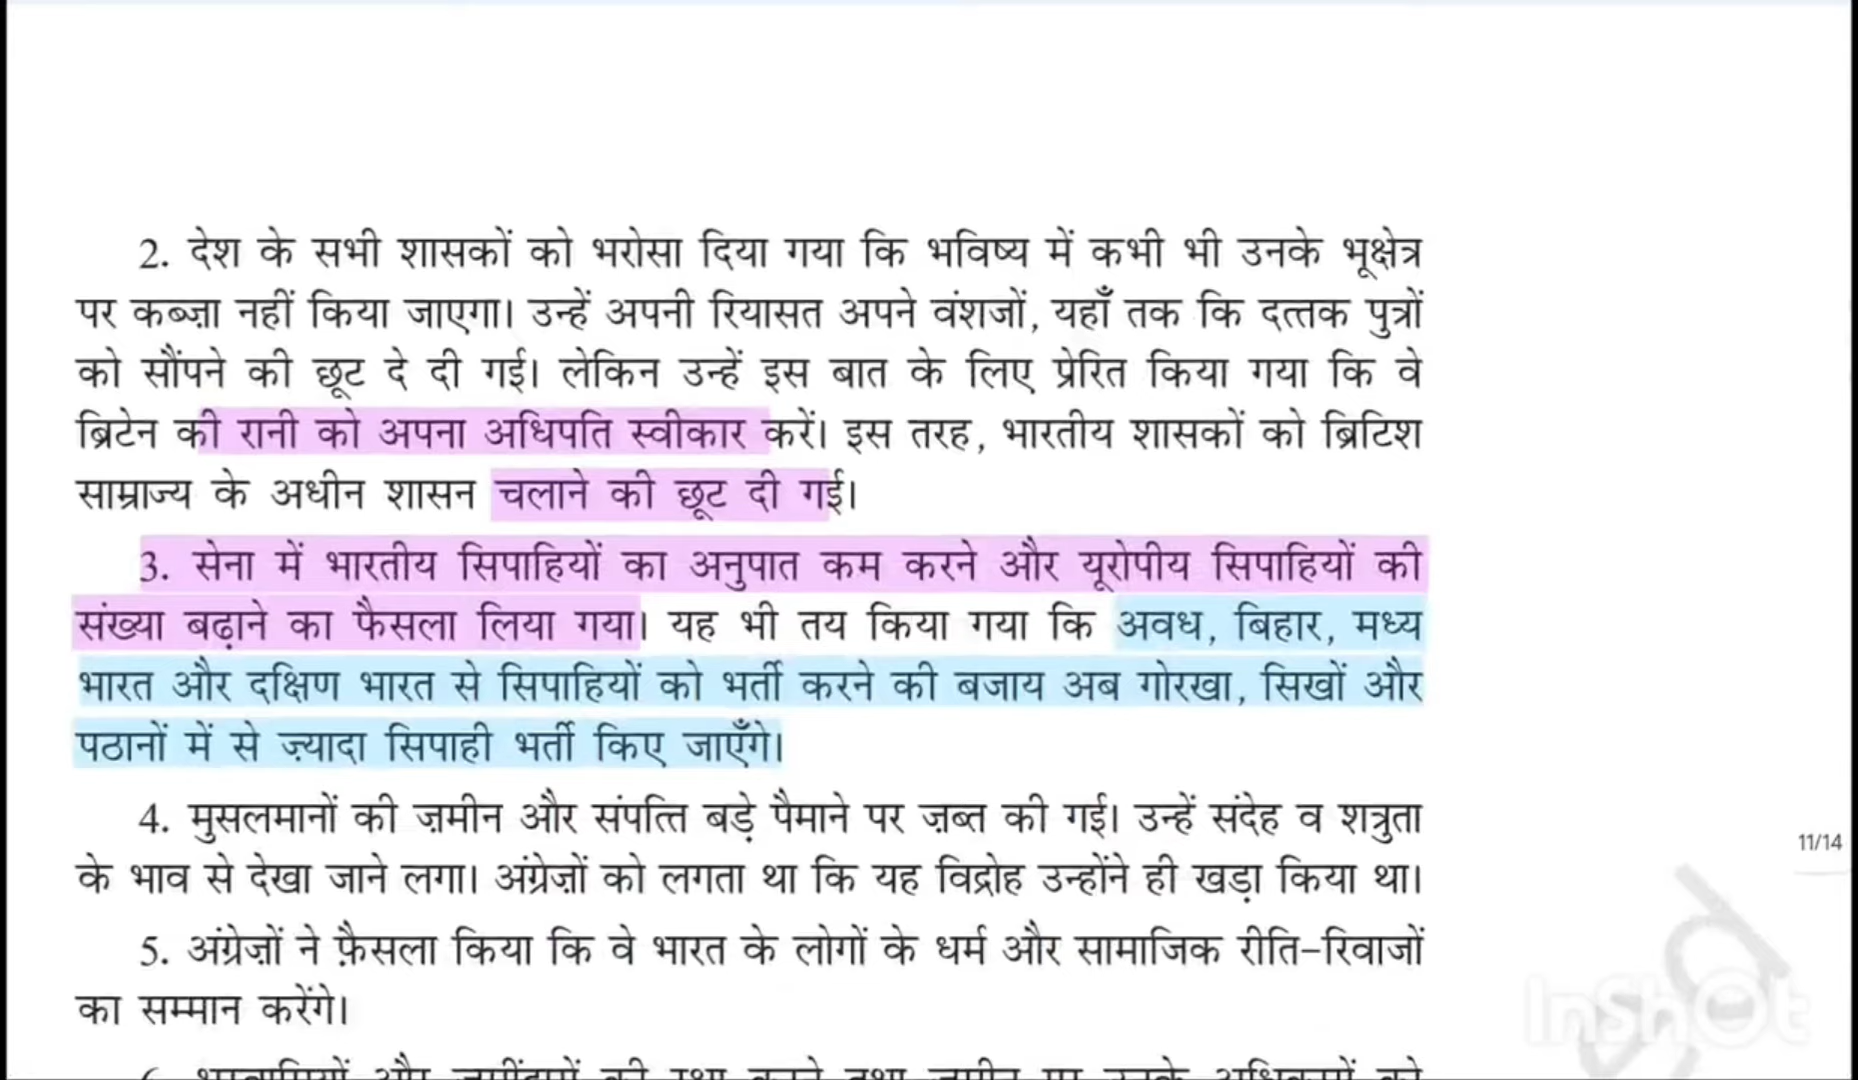 2. देश के सभी शासकों को भरोसा दिया गया कि भविष्य में कभी भी उनके भूक्षेत्र
पर कब्ज़ा नहीं किया जाएगा। उन्हें अपनी रियासत अपने वंशजों, यहाँ तक कि दत्तक पुत्रों
को सौंपने की छूट दे दी गई। लेकिन उन्हें इस बात के लिए प्रेरित किया गया कि वे
ब्रिटेन की रानी को अपना अधिपति स्वीकार करें। इस तरह, भारतीय शासकों को ब्रिटिश
साम्राज्य के अधीन शासन चलाने की छूट दी गई।
3. सेना में भारतीय सिपाहियों का अनुपात कम करने और यूरोपीय सिपाहियों की
संख्या बढ़ाने का फैसला लिया गया। यह भी तय किया गया कि अवध, बिहार, मध्य
भारत और दक्षिण भारत से सिपाहियों को भर्ती करने की बजाय अब गोरखा, सिखों और
पठानों में से ज़्यादा सिपाही भर्ती किए जाएँगे।
4. मुसलमानों की ज़मीन और संपत्ति बड़े पैमाने पर ज़ब्त की गई। उन्हें संदेह व शत्रुता
के भाव से देखा जाने लगा। अंग्रेज़ों को लगता था कि यह विद्रोह उन्होंने ही खड़ा किया था।
11/14
5. अंग्रेज़ों ने फ़ैसला किया कि वे भारत के लोगों के धर्म और सामाजिक रीति-रिवाजों
का सम्मान करेंगे।
InShOt